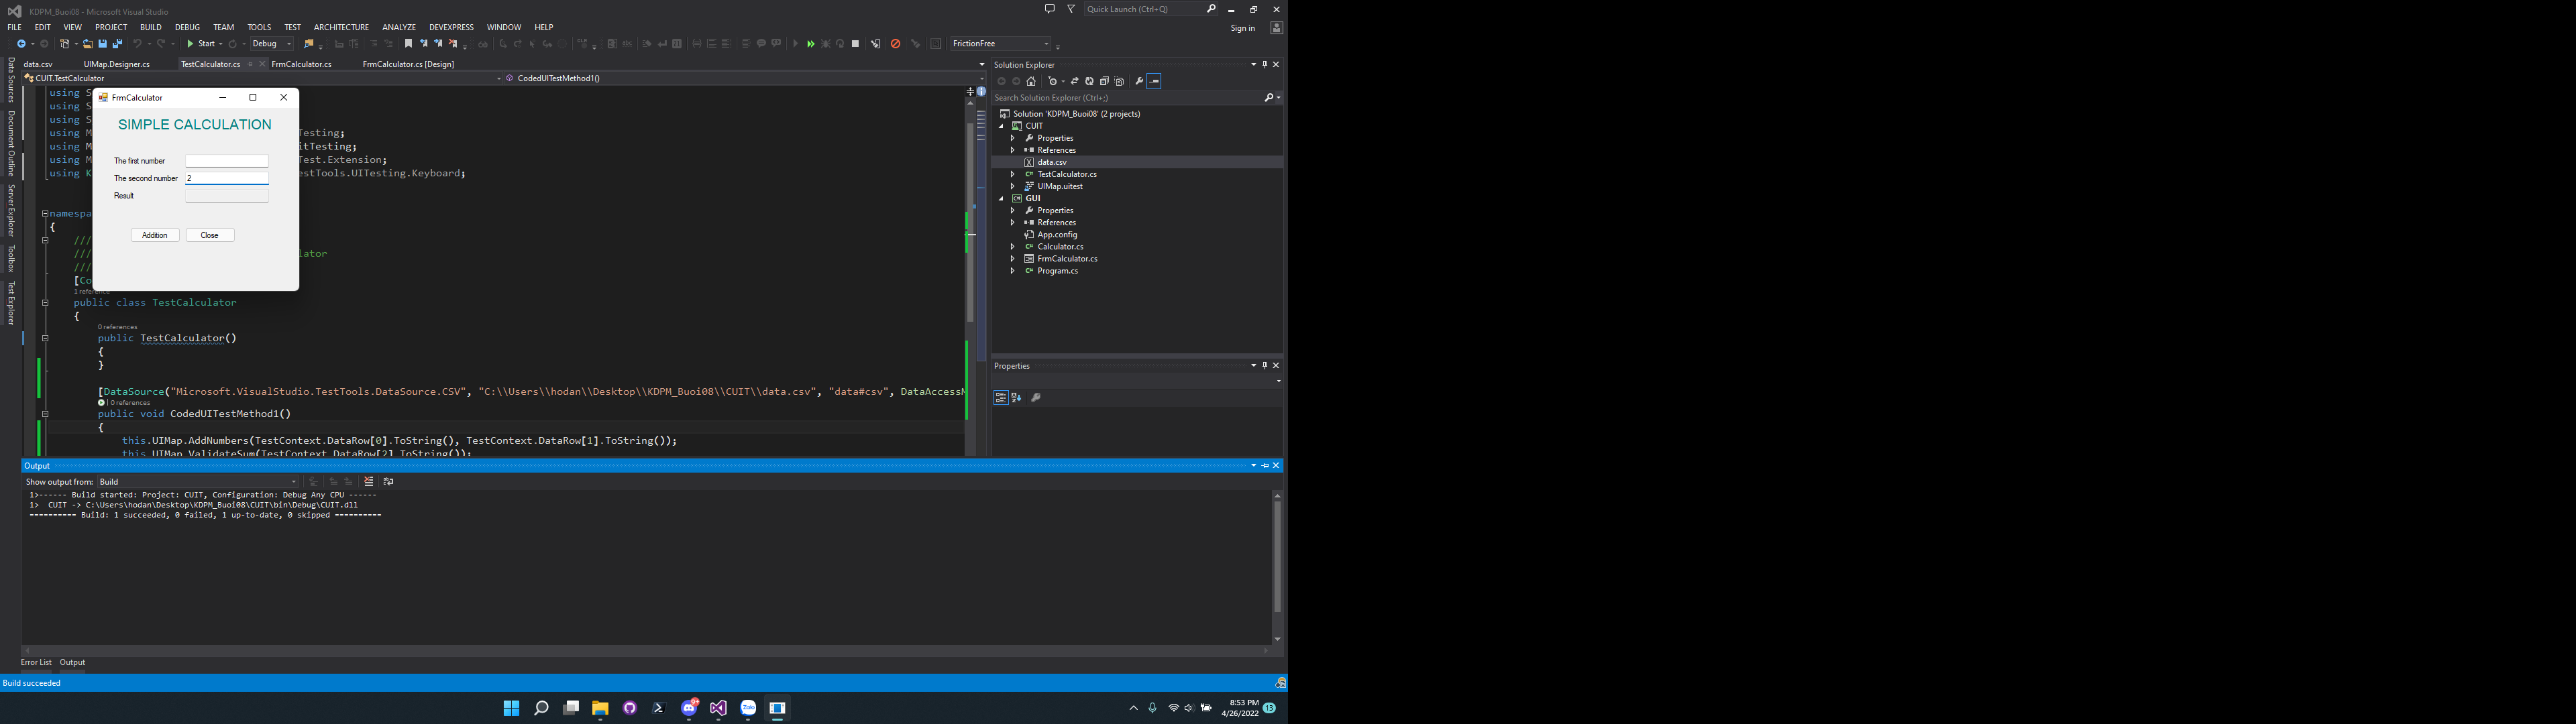 KDPM_Buoi08 - Microsoft Visual Studio
Quick Launch (Ctrl+Q)
FILE EDIT VIEW PROJECT BUILD DEBUG TEAM TOOLS TEST ARCHITECTURE ANALYZE DEVEXPRESS WINDOW HELP
Sign in
Start Debug FrictionFree
data.csv UIMap.Designer.cs TestCalculator.cs FrmCalculator.cs FrmCalculator.cs [Design]
CUIT.TestCalculator CodedUITestMethod1()
Data Sources
Document Outline
Server Explorer
Toolbox
Test Explorer
using S
using S
using S
using M
Testing;
using M
itTesting;
using M
Test.Extension;
using K
estTools.UITesting.Keyboard;
FrmCalculator
SIMPLE CALCULATION
The first number
The second number 2
Result
Addition Close
namespa
{
///
///
lator
///
[Co
1 reference
public class TestCalculator
{
0 references
public TestCalculator()
{
}
[DataSource("Microsoft.VisualStudio.TestTools.DataSource.CSV", "C:\\Users\\hodan\\Desktop\\KDPM_Buoi08\\CUIT\\data.csv", "data#csv", DataAccessM
| 0 references
public void CodedUITestMethod1()
{
this.UIMap.AddNumbers(TestContext.DataRow[0].ToString(), TestContext.DataRow[1].ToString());
this.UIMap.ValidateSum(TestContext.DataRow[2].ToString());
Solution Explorer
Search Solution Explorer (Ctrl+;)
Solution 'KDPM_Buoi08' (2 projects)
CUIT
Properties
References
data.csv
TestCalculator.cs
UIMap.uitest
GUI
Properties
References
App.config
Calculator.cs
FrmCalculator.cs
Program.cs
Properties
Output
Show output from: Build
1>------ Build started: Project: CUIT, Configuration: Debug Any CPU ------
1>  CUIT -> C:\Users\hodan\Desktop\KDPM_Buoi08\CUIT\bin\Debug\CUIT.dll
========== Build: 1 succeeded, 0 failed, 1 up-to-date, 0 skipped ==========
Error List Output
Build succeeded
Zalo
8:53 PM
4/26/2022
13